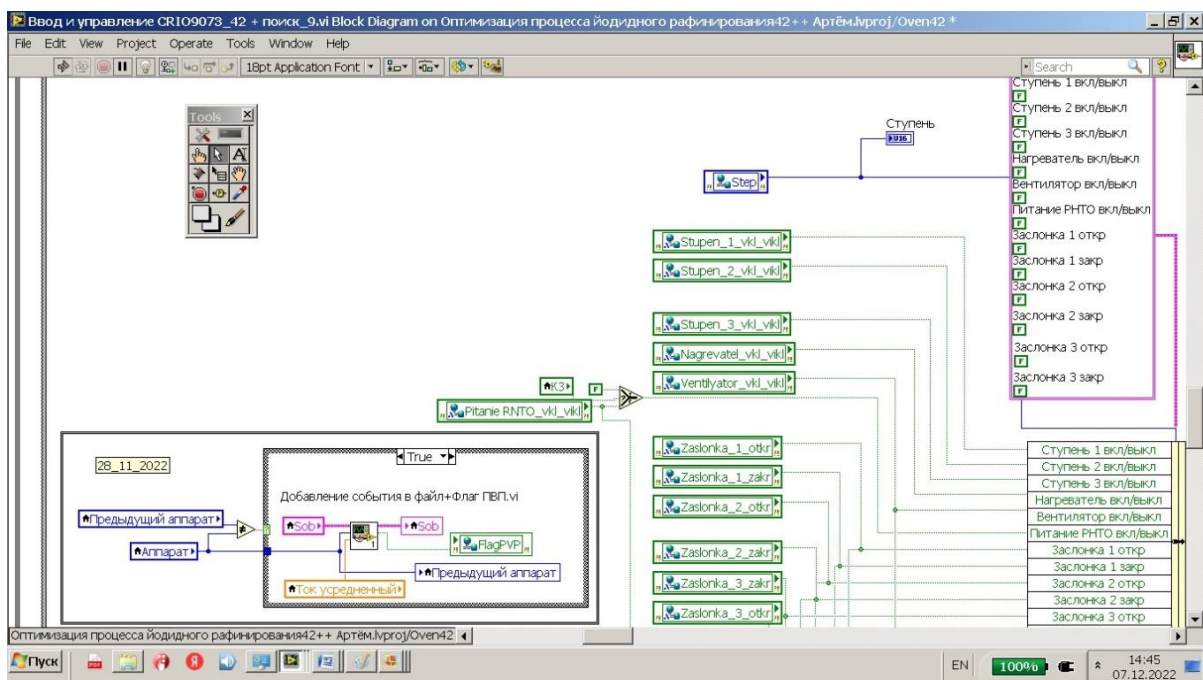 Ввод и управление CRIO9073_42 + поиск_9.vi Block Diagram on Оптимизация процесса йодидного рафинирования42++ Артём.lvproj/Oven42 *
File Edit View Project Operate Tools Window Help
18pt Application Font
Search
Tools
Ступень
U16
Step
Ступень 1 вкл/выкл
F
Ступень 2 вкл/выкл
F
Ступень 3 вкл/выкл
F
Нагреватель вкл/выкл
F
Вентилятор вкл/выкл
F
Питание РНТО вкл/выкл
F
Заслонка 1 откр
F
Заслонка 1 закр
F
Заслонка 2 откр
F
Заслонка 2 закр
F
Заслонка 3 откр
F
Заслонка 3 закр
F
Stupen_1_vkl_vikl
Stupen_2_vkl_vikl
Stupen_3_vkl_vikl
Nagrevatel_vkl_vikl
Ventilyator_vkl_vikl
КЗ
F
Pitanie RNTO_vkl_vikl
Zaslonka_1_otkr
Zaslonka_1_zakr
Zaslonka_2_otkr
Zaslonka_2_zakr
Zaslonka_3_zakr
Zaslonka_3_otkr
Ступень 1 вкл/выкл
Ступень 2 вкл/выкл
Ступень 3 вкл/выкл
Нагреватель вкл/выкл
Вентилятор вкл/выкл
Питание РНТО вкл/выкл
Заслонка 1 откр
Заслонка 1 закр
Заслонка 2 откр
Заслонка 2 закр
Заслонка 3 откр
28_11_2022
True
Добавление события в файл+Флаг ПВП.vi
Предыдущий аппарат
Аппарат
Sob
Sob
FlagPVP
Предыдущий аппарат
Ток усредненный
Оптимизация процесса йодидного рафинирования42++ Артём.lvproj/Oven42
Пуск
EN
100%
14:45
07.12.2022